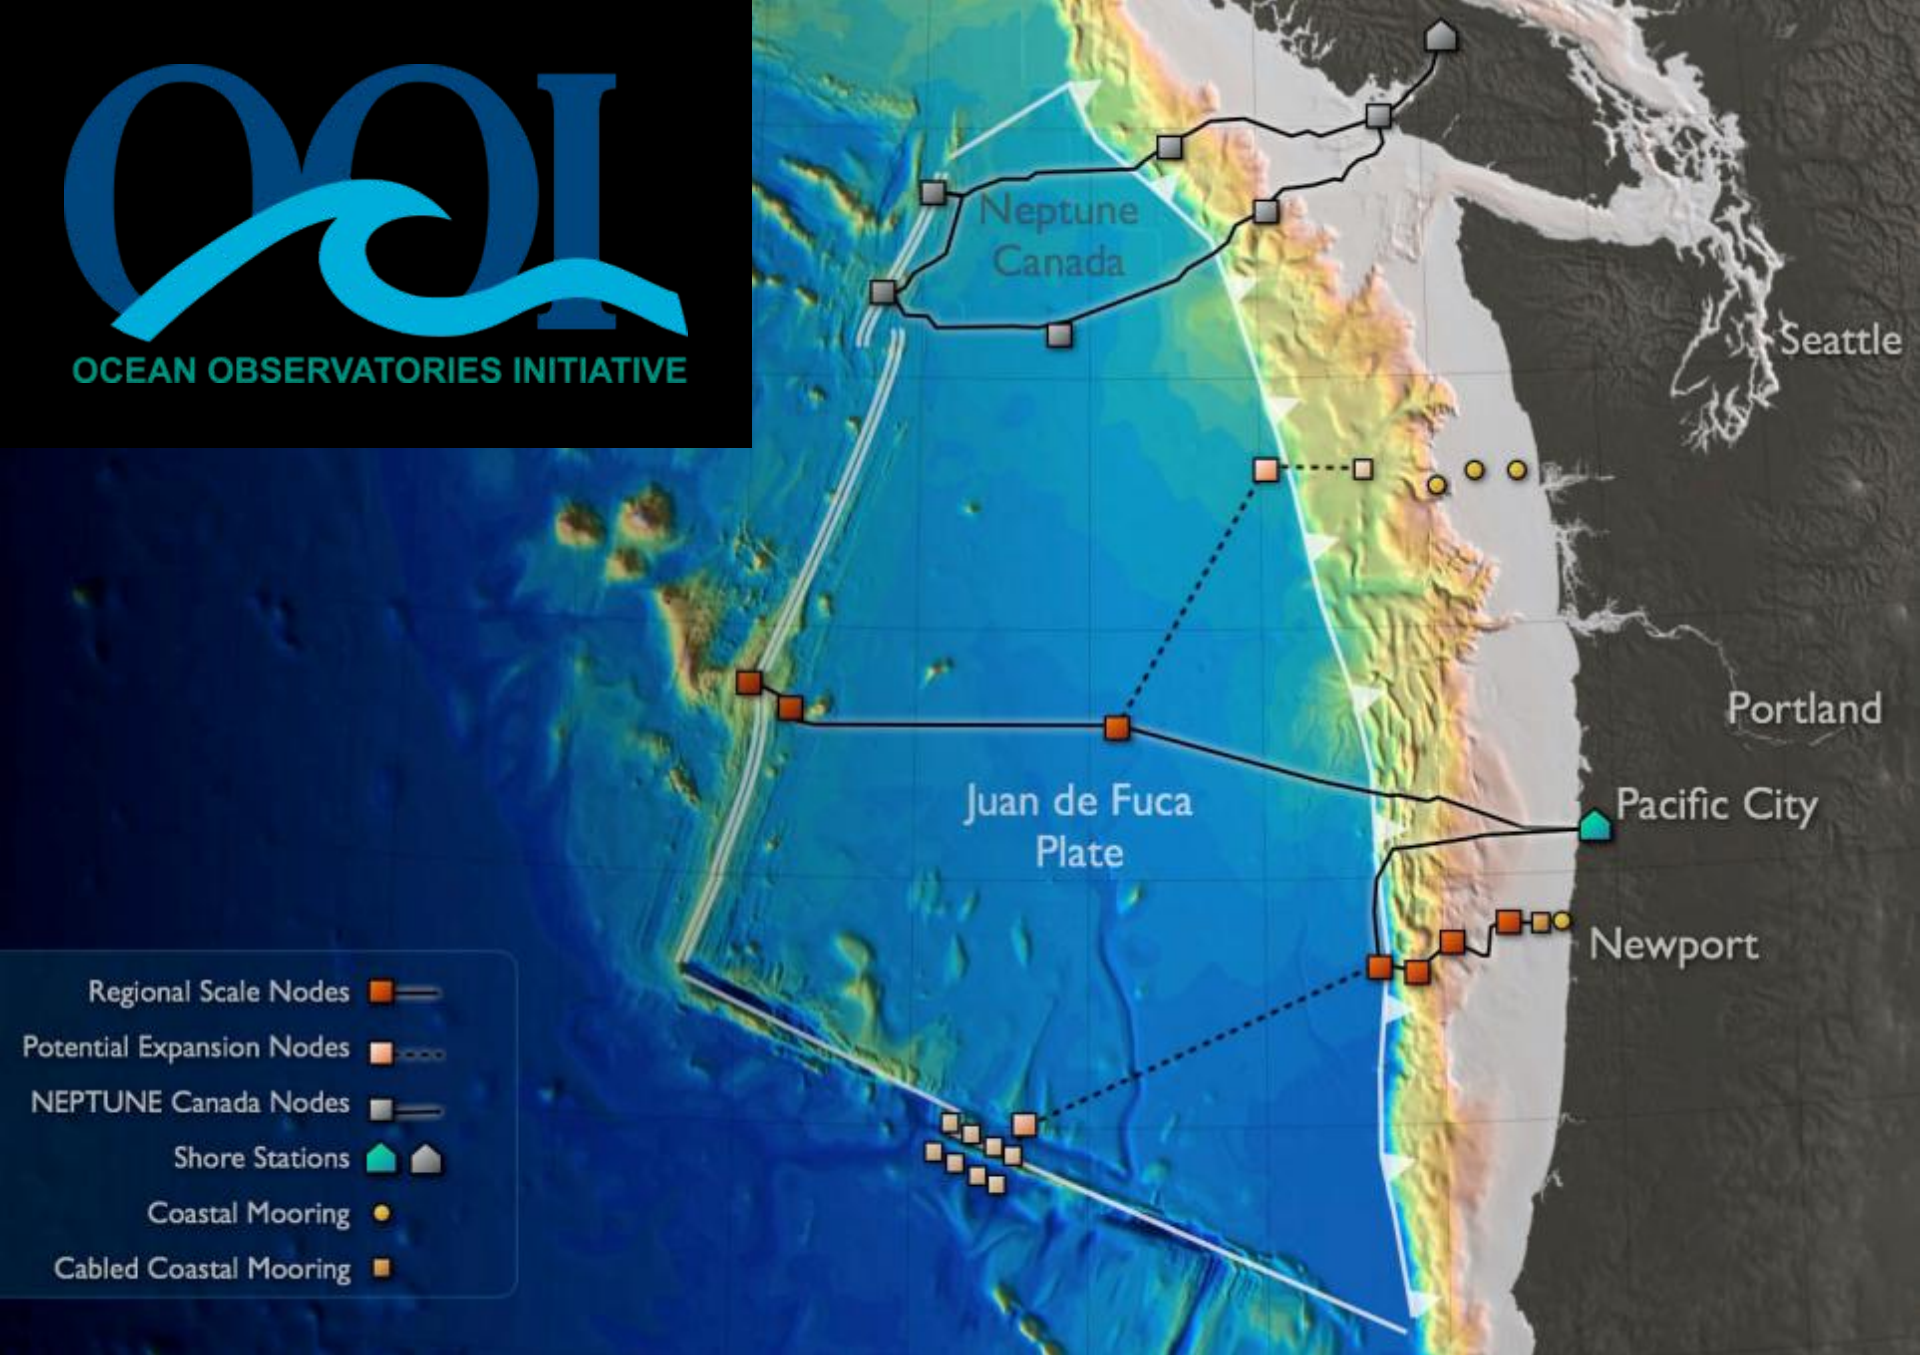 OOI
OCEAN OBSERVATORIES INITIATIVE
Neptune
Canada
Seattle
Portland
Juan de Fuca
Plate
Pacific City
Newport
Regional Scale Nodes
Potential Expansion Nodes
NEPTUNE Canada Nodes
Shore Stations
Coastal Mooring
Cabled Coastal Mooring